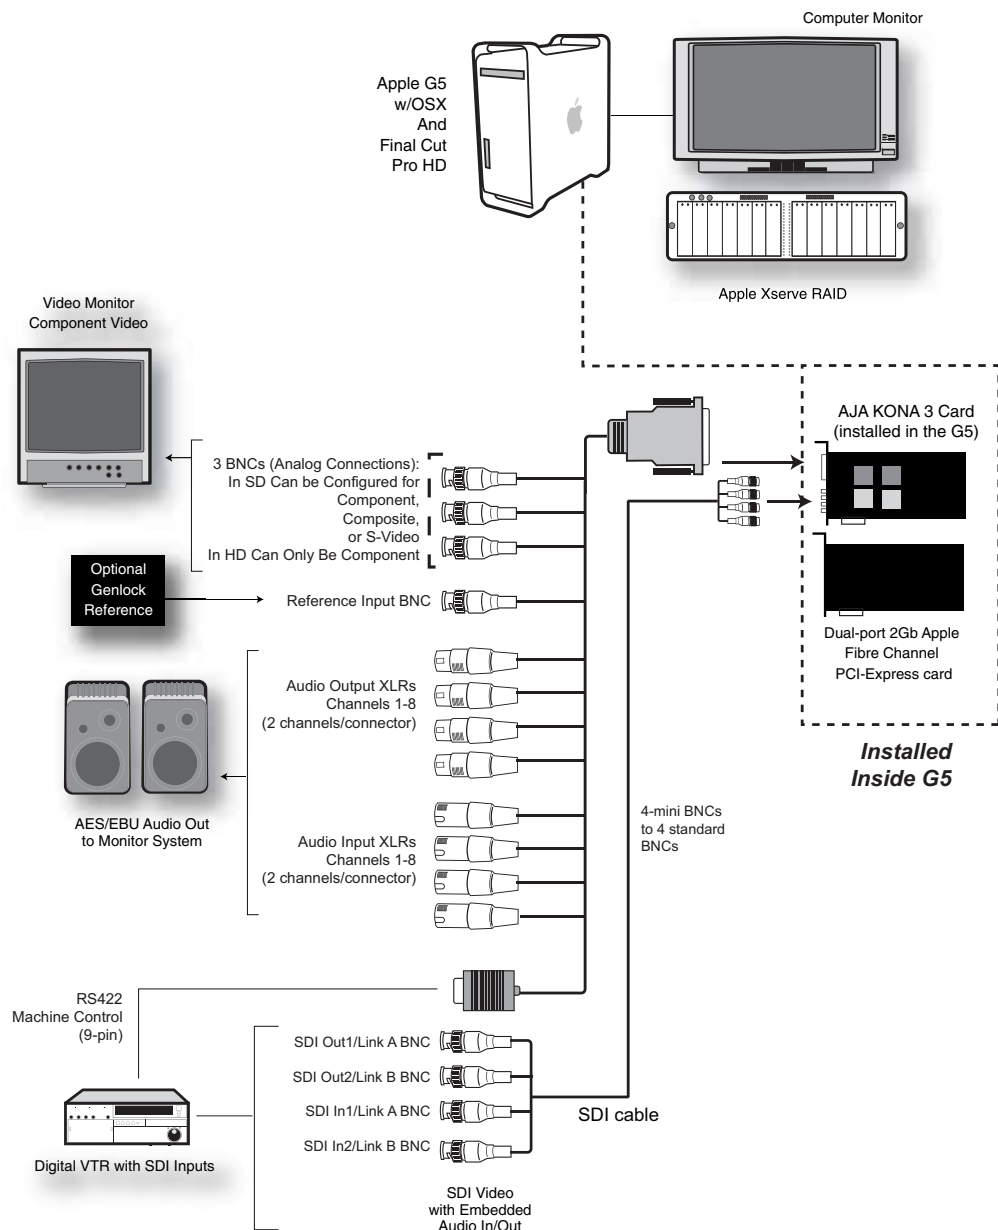 Computer Monitor
Apple G5
w/OSX
And
Final Cut
Pro HD
Apple Xserve RAID
Video Monitor
Component Video
AJA KONA 3 Card
(installed in the G5)
3 BNCs (Analog Connections):
In SD Can be Configured for
Component,
Composite,
or S-Video
In HD Can Only Be Component
Optional
Genlock
Reference
Reference Input BNC
Dual-port 2Gb Apple
Fibre Channel
PCI-Express card
Audio Output XLRs
Channels 1-8
(2 channels/connector)
Installed
Inside G5
AES/EBU Audio Out
to Monitor System
4-mini BNCs
to 4 standard
BNCs
Audio Input XLRs
Channels 1-8
(2 channels/connector)
RS422
Machine Control
(9-pin)
SDI Out1/Link A BNC
SDI Out2/Link B BNC
SDI In1/Link A BNC
SDI In2/Link B BNC
SDI cable
Digital VTR with SDI Inputs
SDI Video
with Embedded
Audio In/Out